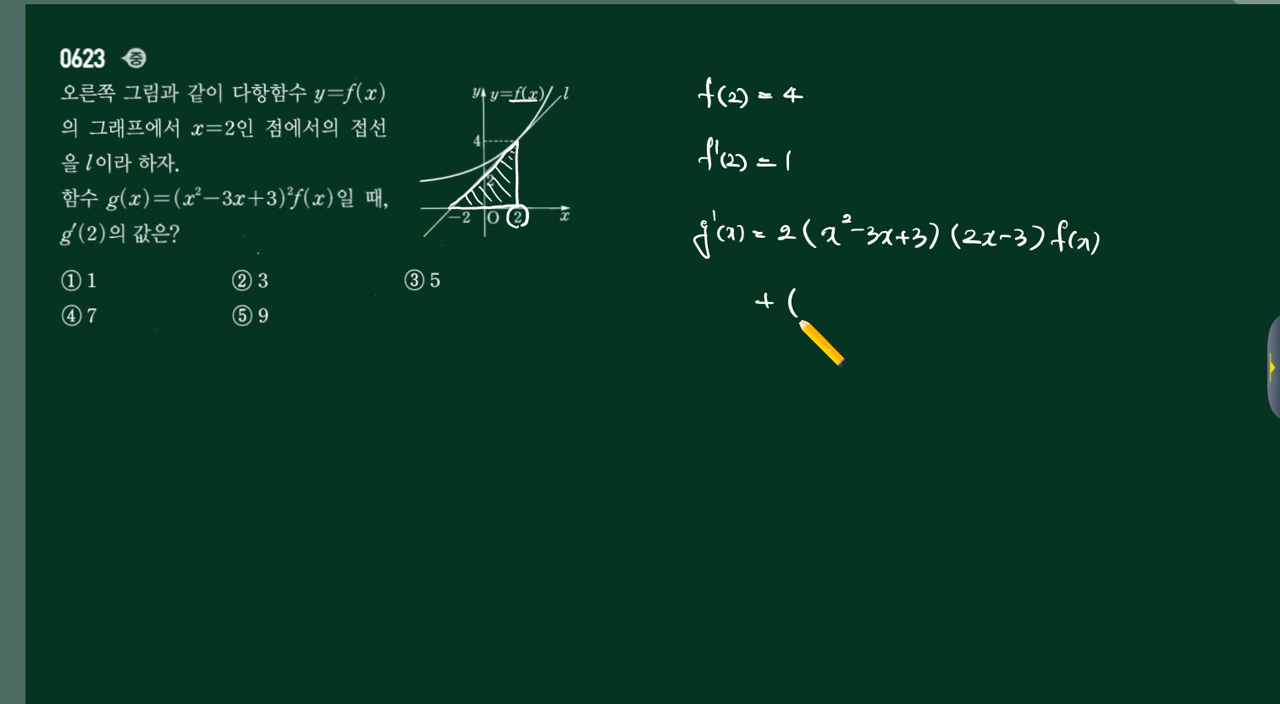 0623 중
오른쪽 그림과 같이 다항함수 y=f(x)
의 그래프에서 x=2인 점에서의 접선
을 l이라 하자.
함수 g(x)=(x²-3x+3)²f(x)일 때,
g′(2)의 값은?
① 1 ② 3 ③ 5
④ 7 ⑤ 9
y y=f(x) l
4
2
-2 O 2 x
f(2) = 4
f'(2) = 1
g'(x) = 2(x²-3x+3)(2x-3)f(x)
+ (